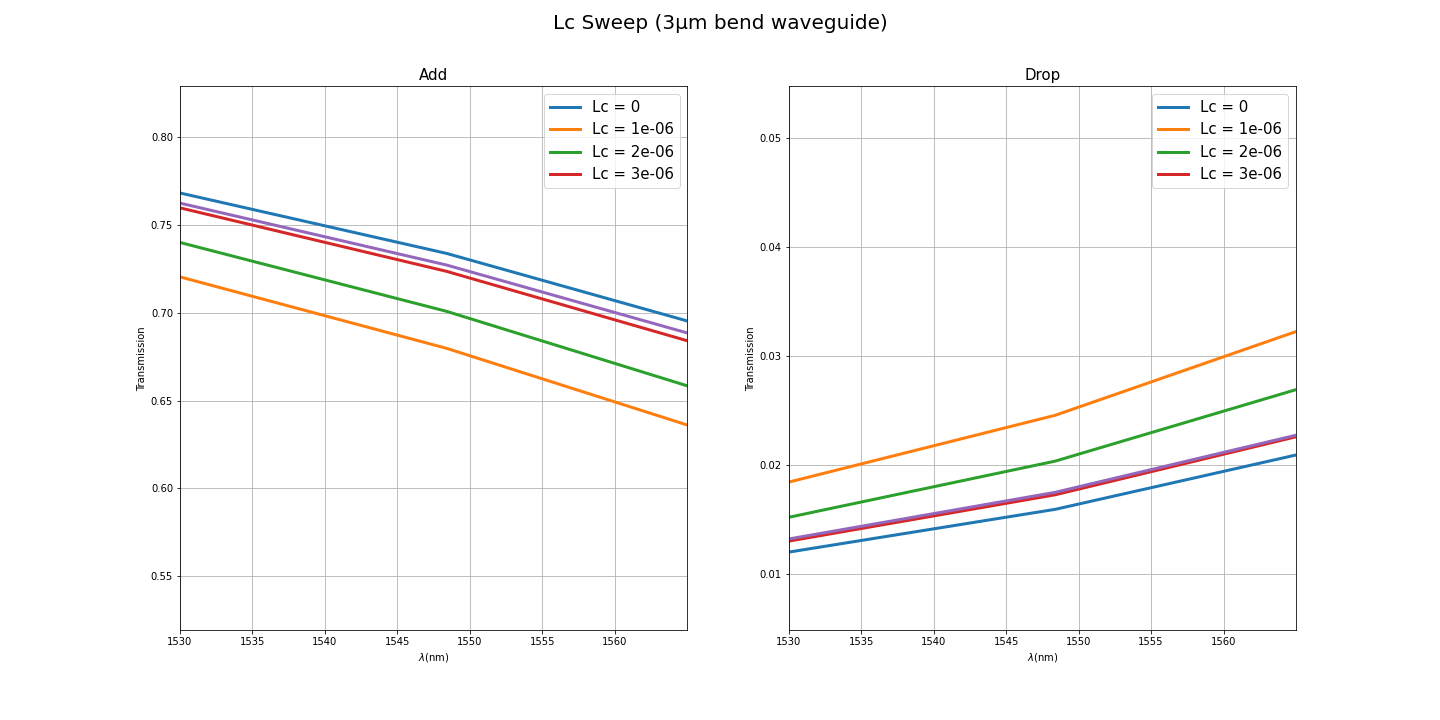 Lc Sweep (3μm bend waveguide)
Add
Lc = 0
Lc = 1e-06
Lc = 2e-06
Lc = 3e-06
0.80
0.75
0.70
0.65
0.60
0.55
Transmission
1530 1535 1540 1545 1550 1555 1560
λ(nm)
Drop
Lc = 0
Lc = 1e-06
Lc = 2e-06
Lc = 3e-06
0.05
0.04
0.03
0.02
0.01
Transmission
1530 1535 1540 1545 1550 1555 1560
λ(nm)